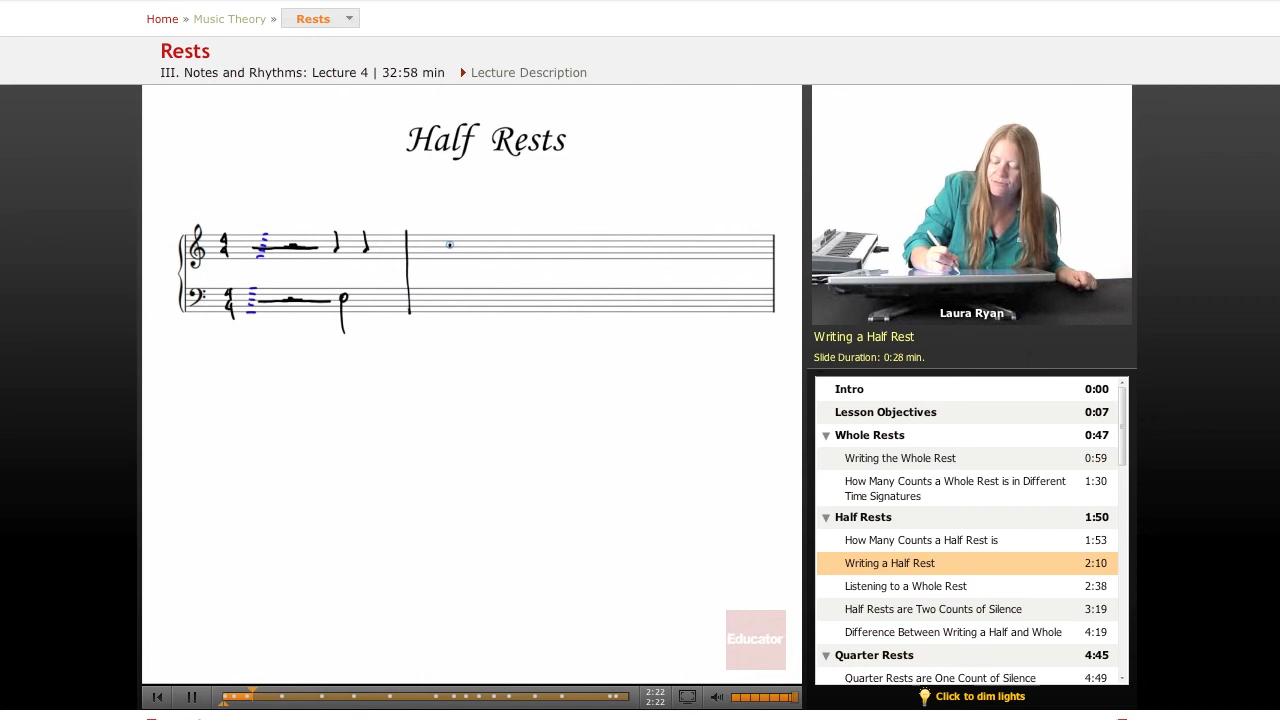 Home » Music Theory » Rests
Rests
III. Notes and Rhythms: Lecture 4 | 32:58 min Lecture Description
Half Rests
4
4
4
4
Educator
2:22
2:22
Laura Ryan
Writing a Half Rest
Slide Duration: 0:28 min.
Intro 0:00
Lesson Objectives 0:07
Whole Rests 0:47
Writing the Whole Rest 0:59
How Many Counts a Whole Rest is in Different 1:30
Time Signatures
Half Rests 1:50
How Many Counts a Half Rest is 1:53
Writing a Half Rest 2:10
Listening to a Whole Rest 2:38
Half Rests are Two Counts of Silence 3:19
Difference Between Writing a Half and Whole 4:19
Quarter Rests 4:45
Quarter Rests are One Count of Silence 4:49
Click to dim lights